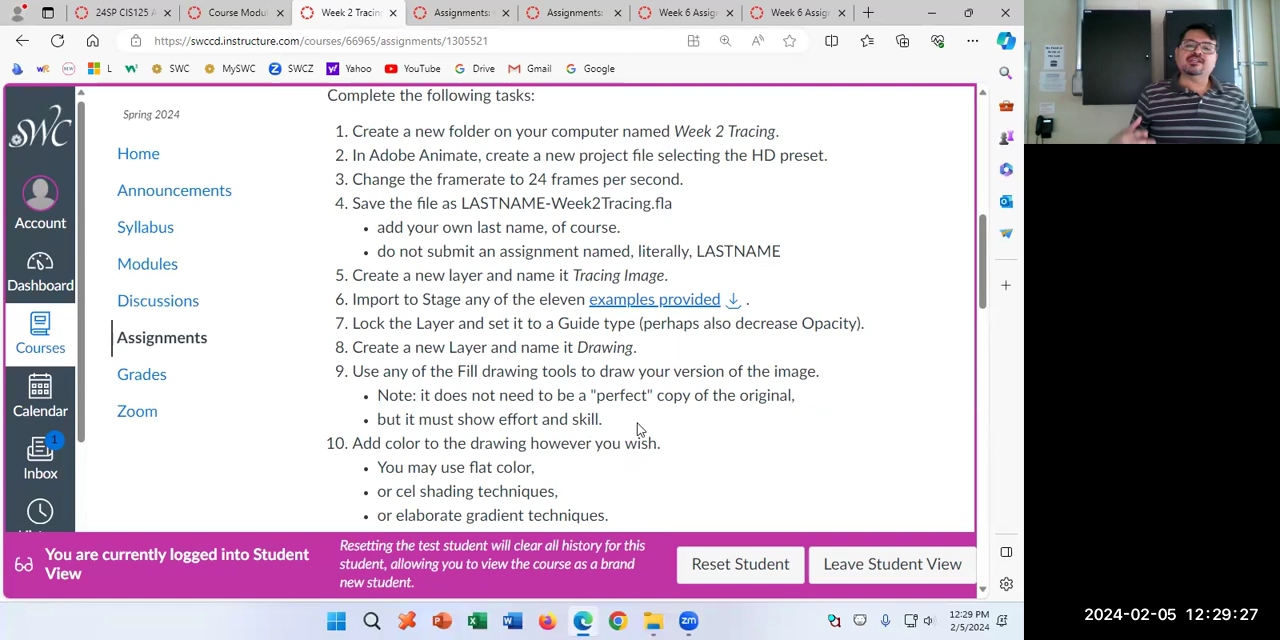 24SP CIS125
Course Modul
Week 2 Tracin
Assignments:
Assignments:
Week 6 Assig
Week 6 Assig
https://swccd.instructure.com/courses/66965/assignments/1305521
L
SWC
MySWC
SWCZ
Yahoo
YouTube
Drive
Gmail
Google
SWC
Account
Dashboard
Courses
Calendar
1
Inbox
Spring 2024
Home
Announcements
Syllabus
Modules
Discussions
Assignments
Grades
Zoom
Complete the following tasks:
1. Create a new folder on your computer named Week 2 Tracing.
2. In Adobe Animate, create a new project file selecting the HD preset.
3. Change the framerate to 24 frames per second.
4. Save the file as LASTNAME-Week2Tracing.fla
• add your own last name, of course.
• do not submit an assignment named, literally, LASTNAME
5. Create a new layer and name it Tracing Image.
6. Import to Stage any of the eleven examples provided .
7. Lock the Layer and set it to a Guide type (perhaps also decrease Opacity).
8. Create a new Layer and name it Drawing.
9. Use any of the Fill drawing tools to draw your version of the image.
• Note: it does not need to be a "perfect" copy of the original,
• but it must show effort and skill.
10. Add color to the drawing however you wish.
• You may use flat color,
• or cel shading techniques,
• or elaborate gradient techniques.
You are currently logged into Student
View
Resetting the test student will clear all history for this
student, allowing you to view the course as a brand
new student.
Reset Student
Leave Student View
12:29 PM
2/5/2024
2024-02-05 12:29:27